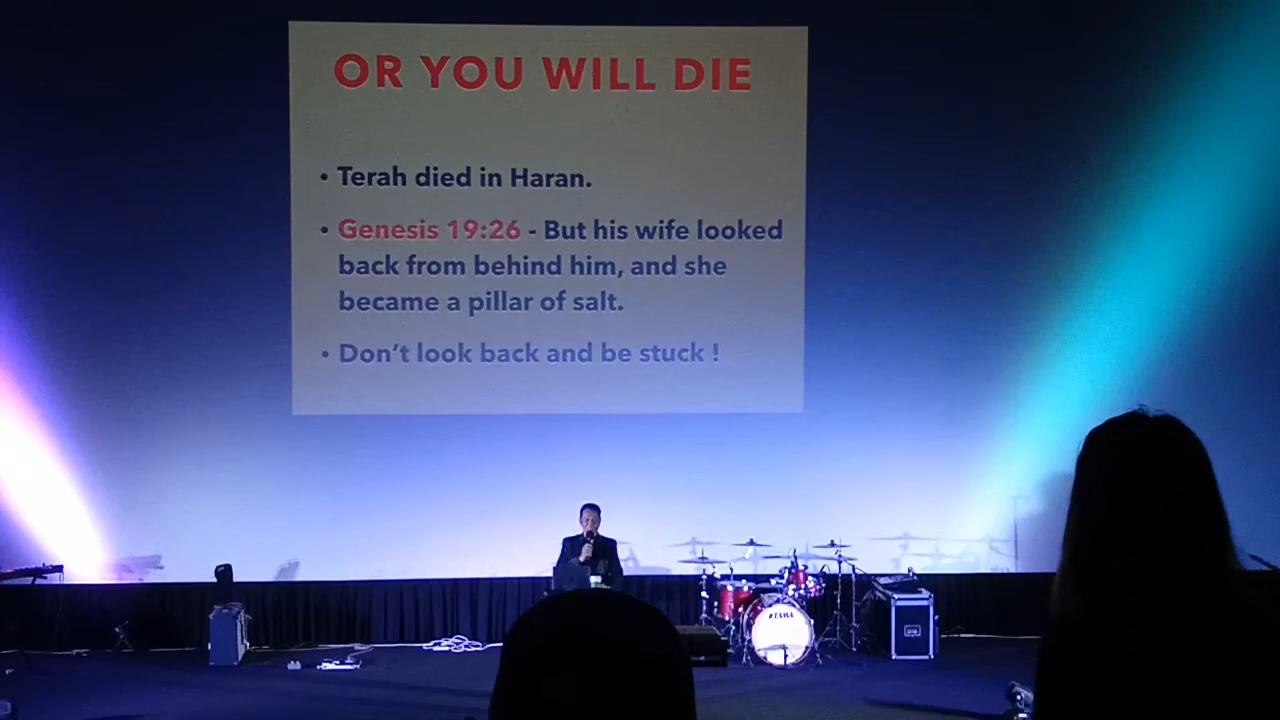 OR YOU WILL DIE
• Terah died in Haran.
• Genesis 19:26 - But his wife looked
back from behind him, and she
became a pillar of salt.
• Don't look back and be stuck !
TAMA